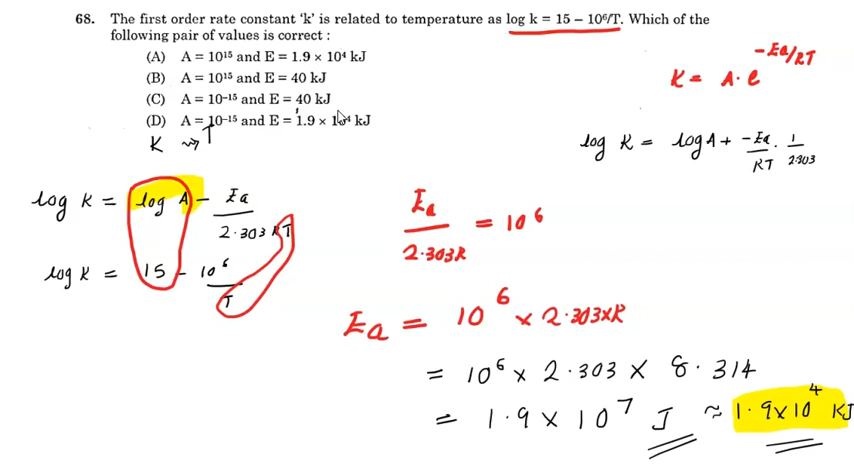 68. The first order rate constant 'k' is related to temperature as log k = 15 – 10⁶/T. Which of the
following pair of values is correct :
(A) A = 10¹⁵ and E = 1.9 × 10⁴ kJ
(B) A = 10¹⁵ and E = 40 kJ
(C) A = 10⁻¹⁵ and E = 40 kJ
(D) A = 10⁻¹⁵ and E = 1.9 × 10⁴ kJ
K = A·e^-Ea/RT
K ⇝ T
log K = log A + -Ea/RT · 1/2.303
log K = log A - Ea/2.303RT
log K = 15 - 10⁶/T
Ea/2.303R = 10⁶
Ea = 10⁶ × 2.303×R
= 10⁶ × 2.303 × 8.314
= 1.9 × 10⁷ J ≈ 1.9×10⁴ KJ